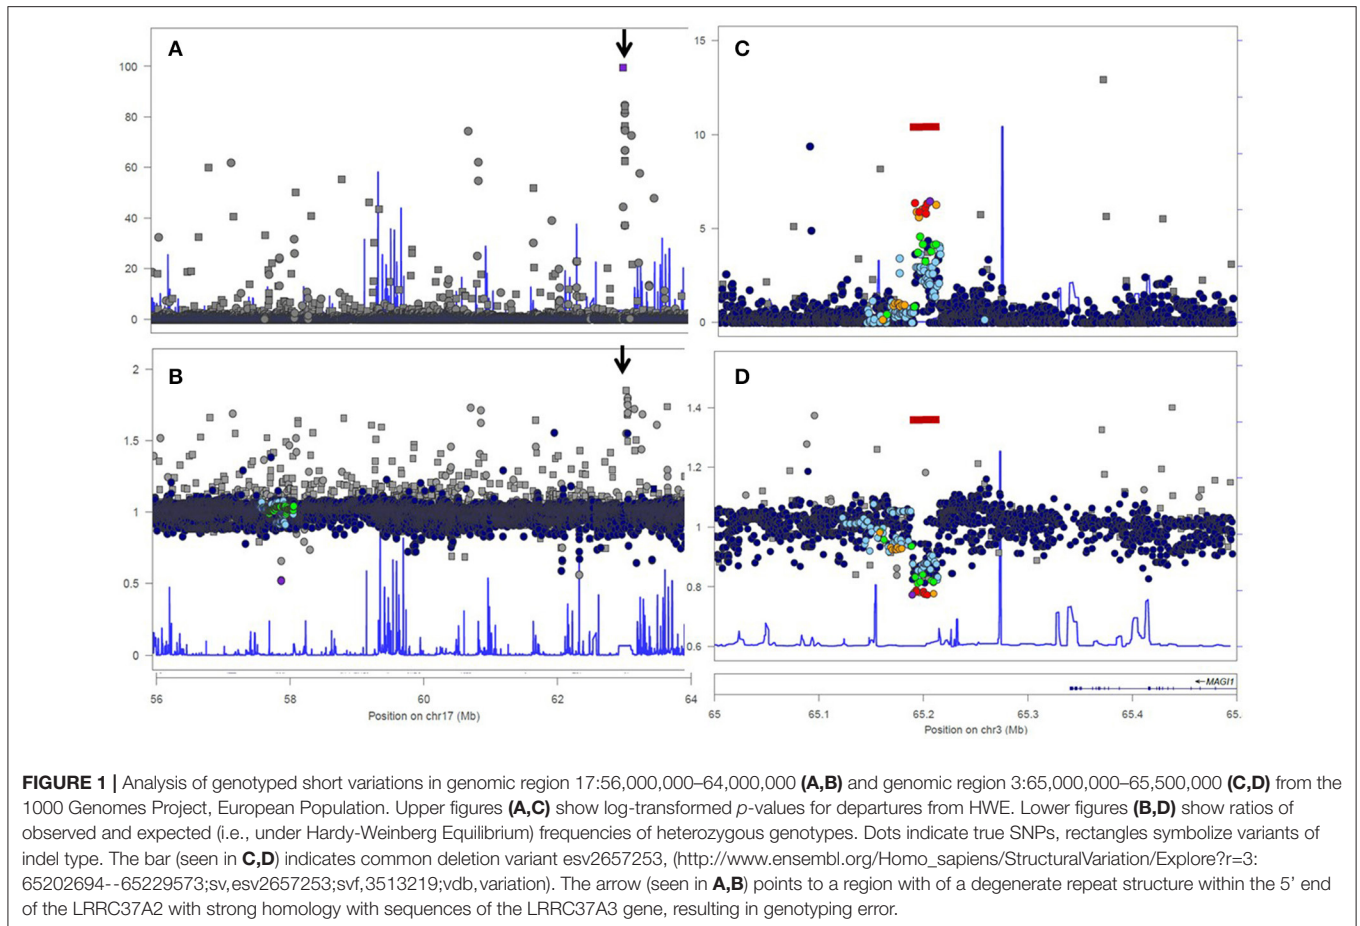 A
100
80
60
40
20
0
B
2
1.5
1
0.5
0
56
58
60
62
64
Position on chr17 (Mb)
C
15
10
5
0
D
1.4
1.2
1
0.8
0.6
←MAGI1
65
65.1
65.2
65.3
65.4
65.
Position on chr3 (Mb)
FIGURE 1 | Analysis of genotyped short variations in genomic region 17:56,000,000–64,000,000 (A,B) and genomic region 3:65,000,000–65,500,000 (C,D) from the
1000 Genomes Project, European Population. Upper figures (A,C) show log-transformed p-values for departures from HWE. Lower figures (B,D) show ratios of
observed and expected (i.e., under Hardy-Weinberg Equilibrium) frequencies of heterozygous genotypes. Dots indicate true SNPs, rectangles symbolize variants of
indel type. The bar (seen in C,D) indicates common deletion variant esv2657253, (http://www.ensembl.org/Homo_sapiens/StructuralVariation/Explore?r=3:
65202694--65229573;sv,esv2657253;svf,3513219;vdb,variation). The arrow (seen in A,B) points to a region with of a degenerate repeat structure within the 5' end
of the LRRC37A2 with strong homology with sequences of the LRRC37A3 gene, resulting in genotyping error.